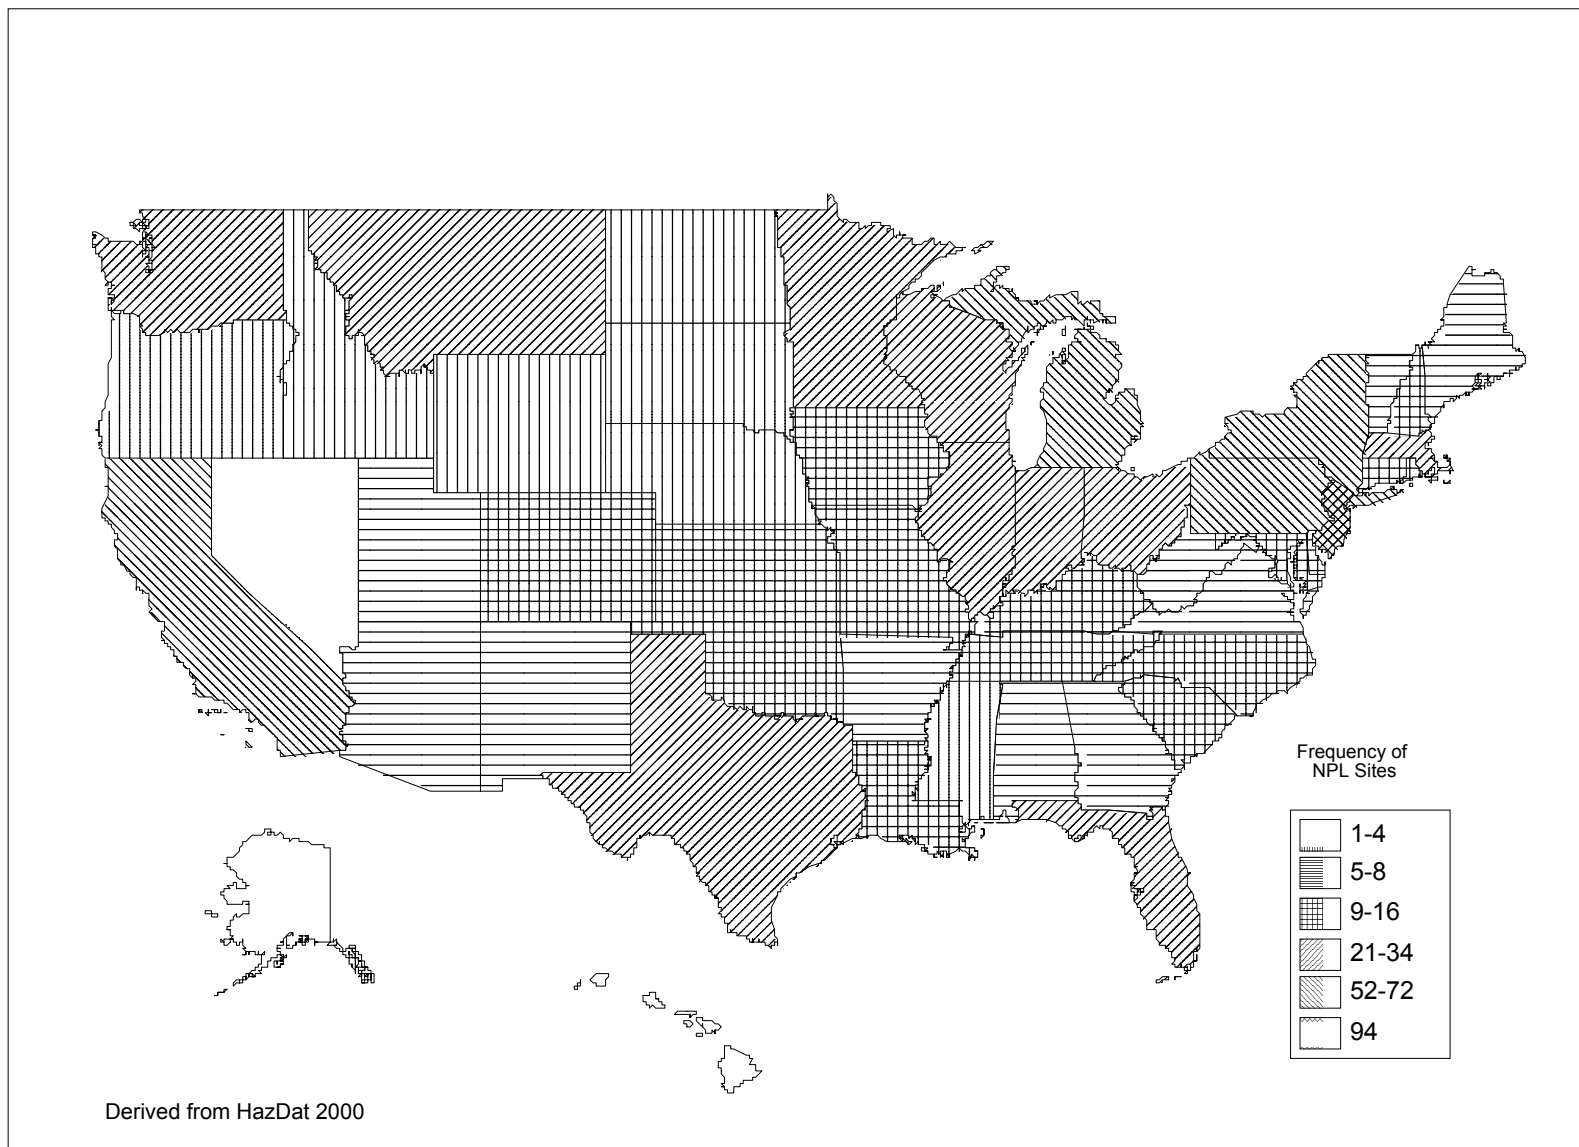 Frequency of
NPL Sites
1-4
5-8
9-16
21-34
52-72
94
Derived from HazDat 2000